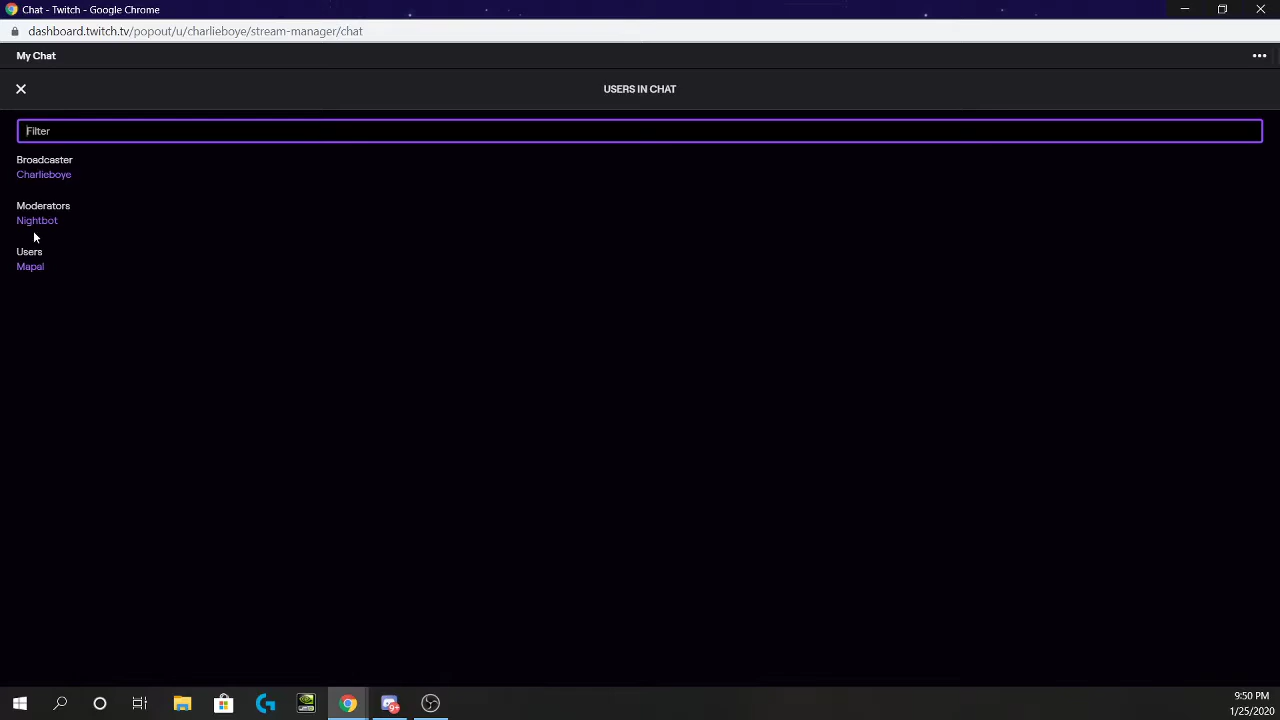 Chat - Twitch - Google Chrome
dashboard.twitch.tv/popout/u/charlieboye/stream-manager/chat
My Chat
USERS IN CHAT
Filter
Broadcaster
Charlieboye
Moderators
Nightbot
Users
Mapal
9+
9:50 PM
1/25/2020